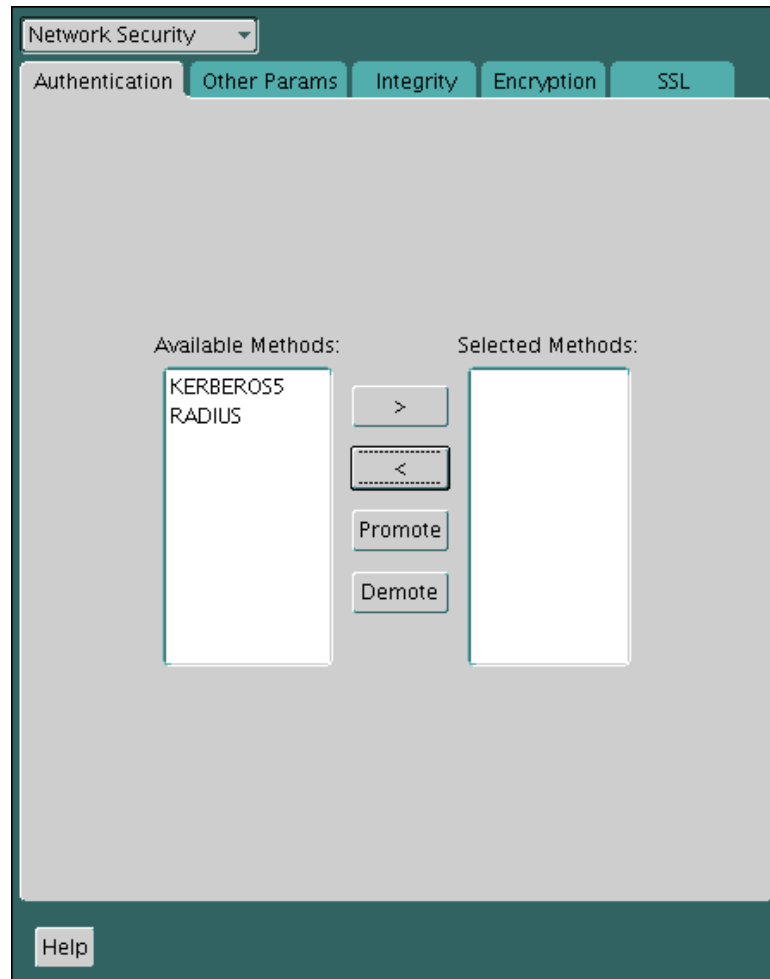 Network Security
Authentication Other Params Integrity Encryption SSL
Available Methods: Selected Methods:
KERBEROS5
RADIUS
>
<
Promote
Demote
Help